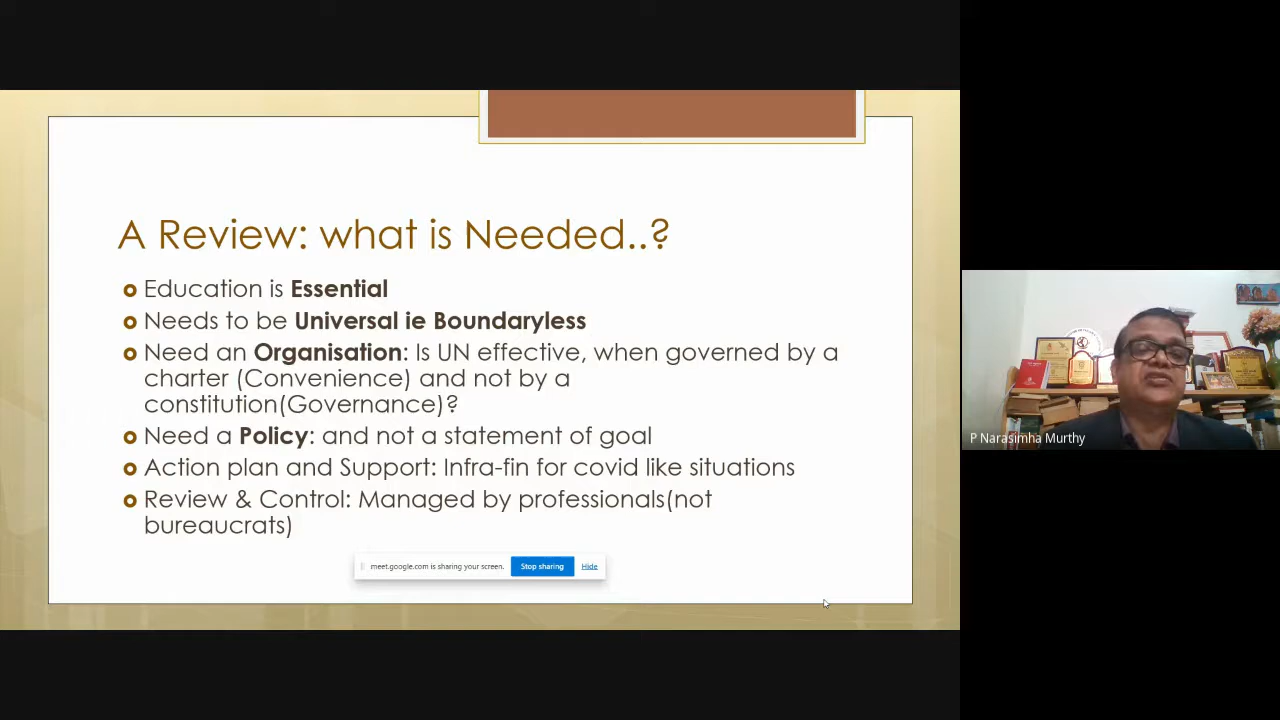 A Review: what is Needed..?
Education is Essential
Needs to be Universal ie Boundaryless
Need an Organisation: Is UN effective, when governed by a
charter (Convenience) and not by a
constitution(Governance)?
Need a Policy: and not a statement of goal
Action plan and Support: Infra-fin for covid like situations
Review & Control: Managed by professionals(not
bureaucrats)
meet.google.com is sharing your screen. Stop sharing Hide
P Narasimha Murthy